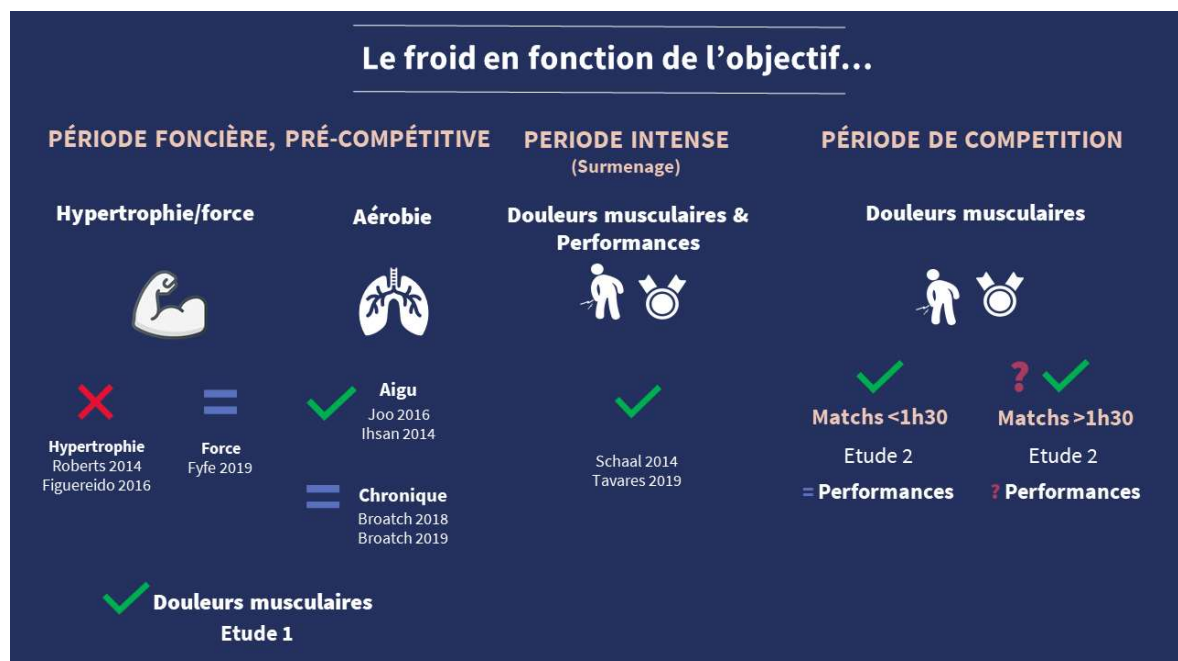 Le froid en fonction de l'objectif...
PÉRIODE FONCIÈRE, PRÉ-COMPÉTITIVE
Hypertrophie/force
Aérobie
Hypertrophie
Roberts 2014
Figuereido 2016
=
Force
Fyfe 2019
Aigu
Joo 2016
Ihsan 2014
=
Chronique
Broatch 2018
Broatch 2019
Douleurs musculaires
Etude 1
PERIODE INTENSE
(Surmenage)
Douleurs musculaires &
Performances
Schaal 2014
Tavares 2019
PÉRIODE DE COMPETITION
Douleurs musculaires
Matchs <1h30
Etude 2
= Performances
?
Matchs >1h30
Etude 2
? Performances